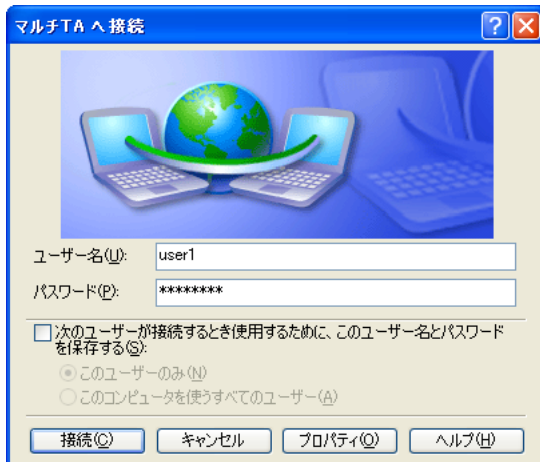 マルチTA へ接続
ユーザー名(U):
user1
パスワード(P):
********
次のユーザーが接続するとき使用するために、このユーザー名とパスワード
を保存する(S):
このユーザーのみ(N)
このコンピュータを使うすべてのユーザー(A)
接続(C)
キャンセル
プロパティ(O)
ヘルプ(H)